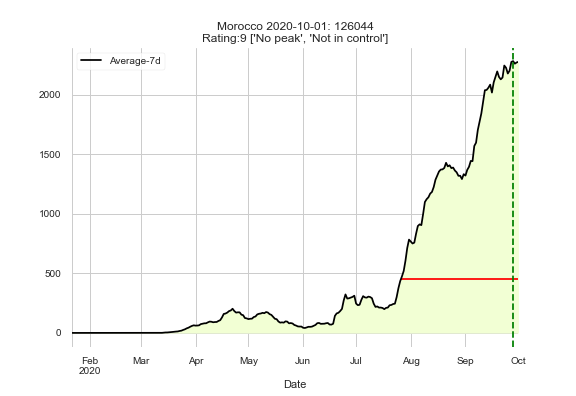 Morocco 2020-10-01: 126044
Rating:9 ['No peak', 'Not in control']
Average-7d
2000
1500
1000
500
0
Feb Mar Apr May Jun Jul Aug Sep Oct
2020
Date